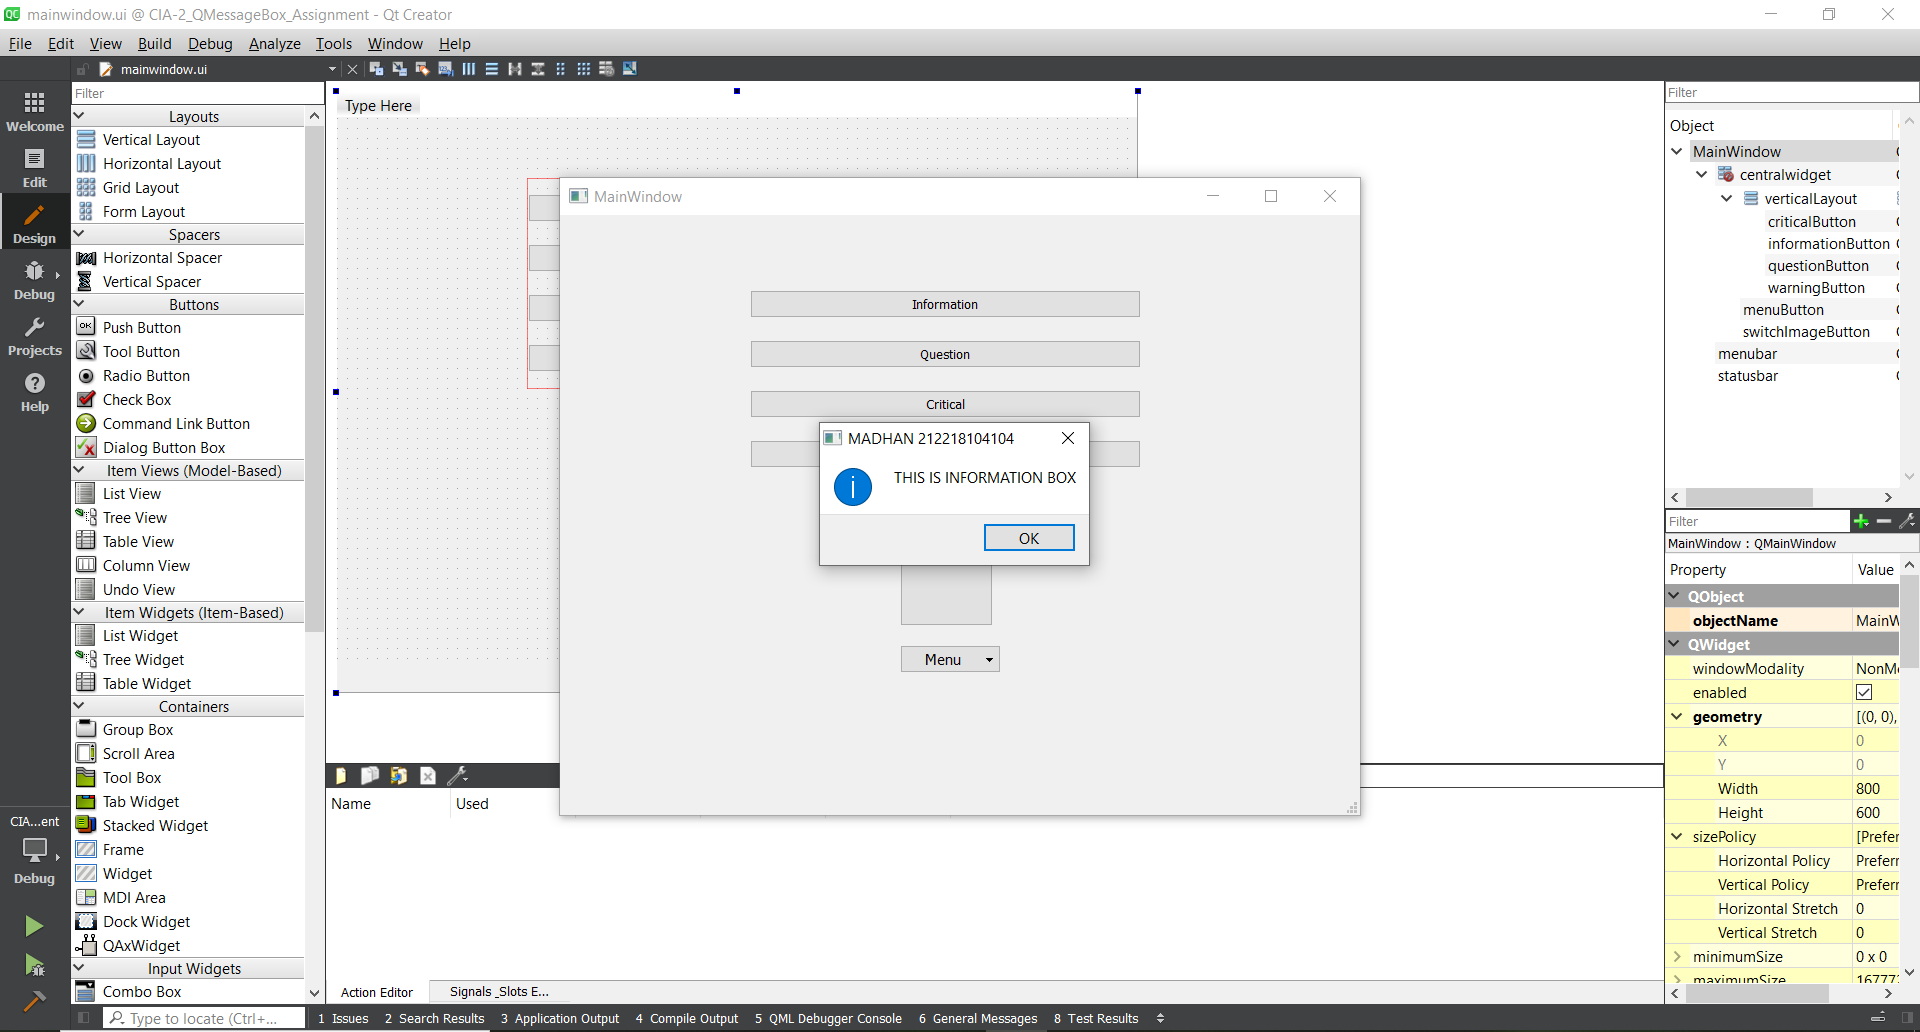 mainwindow.ui @ CIA-2_QMessageBox_Assignment - Qt Creator
File Edit View Build Debug Analyze Tools Window Help
mainwindow.ui
Welcome
Edit
Design
Debug
Projects
Help
CIA...ent
Debug
Filter
Layouts
Vertical Layout
Horizontal Layout
Grid Layout
Form Layout
Spacers
Horizontal Spacer
Vertical Spacer
Buttons
Push Button
Tool Button
Radio Button
Check Box
Command Link Button
Dialog Button Box
Item Views (Model-Based)
List View
Tree View
Table View
Column View
Undo View
Item Widgets (Item-Based)
List Widget
Tree Widget
Table Widget
Containers
Group Box
Scroll Area
Tool Box
Tab Widget
Stacked Widget
Frame
Widget
MDI Area
Dock Widget
QAxWidget
Input Widgets
Combo Box
Type Here
MainWindow
Information
Question
Critical
MADHAN 212218104104
THIS IS INFORMATION BOX
OK
Menu
Name Used
Action Editor Signals _Slots E...
Filter
Object
MainWindow
centralwidget
verticalLayout
criticalButton
informationButton
questionButton
warningButton
menuButton
switchImageButton
menubar
statusbar
Filter
MainWindow : QMainWindow
Property Value
QObject
objectName MainW
QWidget
windowModality NonMo
enabled
geometry [(0, 0),
X 0
Y 0
Width 800
Height 600
sizePolicy [Prefer
Horizontal Policy Preferr
Vertical Policy Preferr
Horizontal Stretch 0
Vertical Stretch 0
minimumSize 0 x 0
maximumSize 16777
Type to locate (Ctrl+... 1 Issues 2 Search Results 3 Application Output 4 Compile Output 5 QML Debugger Console 6 General Messages 8 Test Results